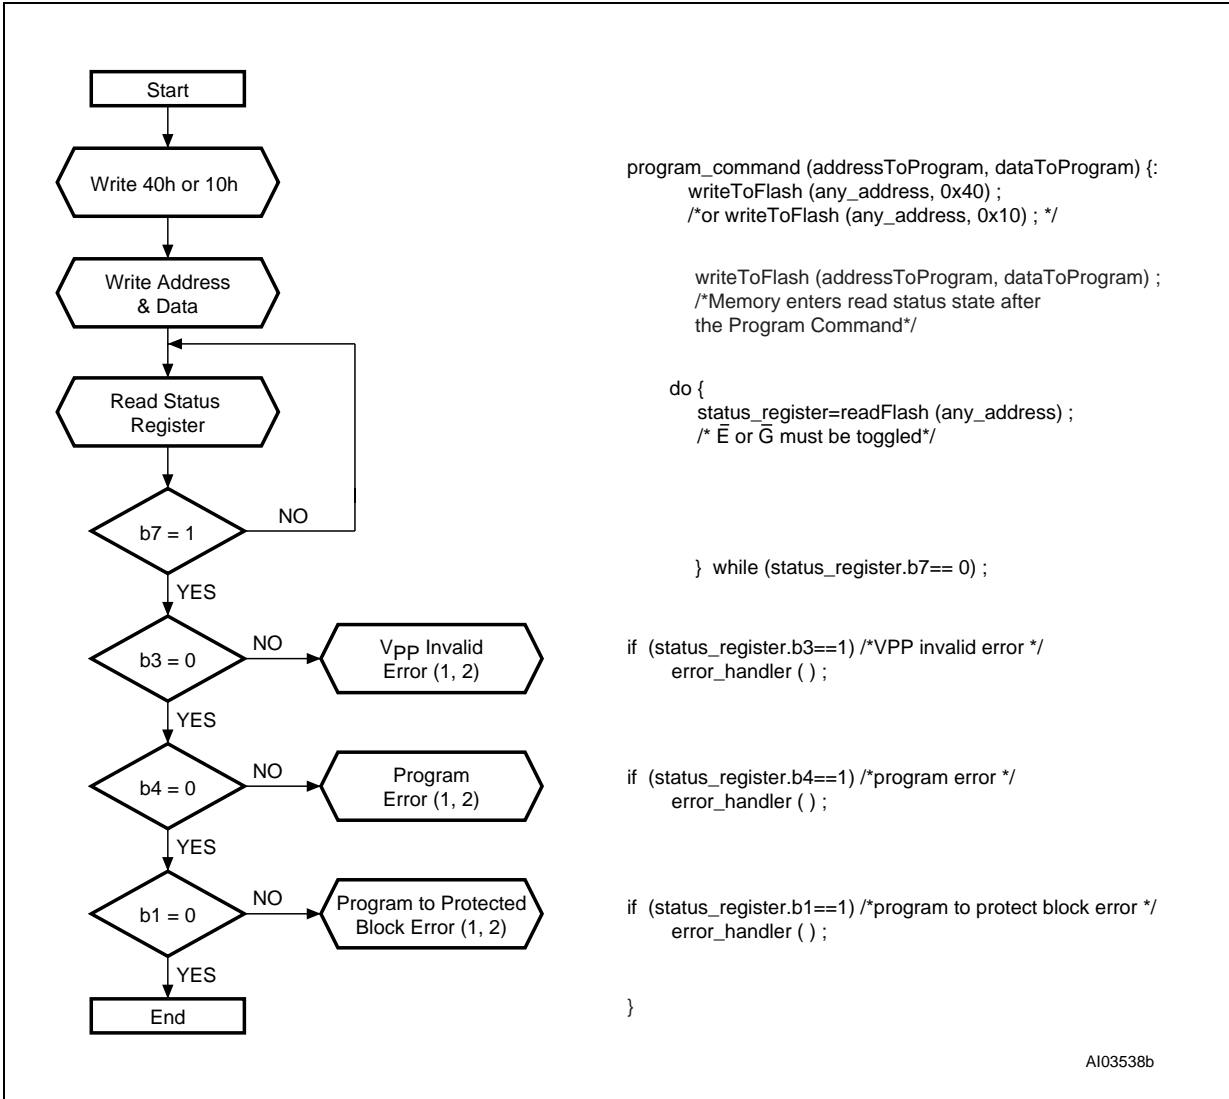 Start
Write 40h or 10h
Write Address
& Data
Read Status
Register
b7 = 1
NO
YES
b3 = 0
NO
VPP Invalid
Error (1, 2)
YES
b4 = 0
NO
Program
Error (1, 2)
YES
b1 = 0
NO
Program to Protected
Block Error (1, 2)
YES
End
program_command (addressToProgram, dataToProgram) {:
writeToFlash (any_address, 0x40) ;
/*or writeToFlash (any_address, 0x10) ; */
writeToFlash (addressToProgram, dataToProgram) ;
/*Memory enters read status state after
the Program Command*/
do {
status_register=readFlash (any_address) ;
/* E̅ or G̅ must be toggled*/
} while (status_register.b7== 0) ;
if (status_register.b3==1) /*VPP invalid error */
error_handler ( ) ;
if (status_register.b4==1) /*program error */
error_handler ( ) ;
if (status_register.b1==1) /*program to protect block error */
error_handler ( ) ;
}
AI03538b